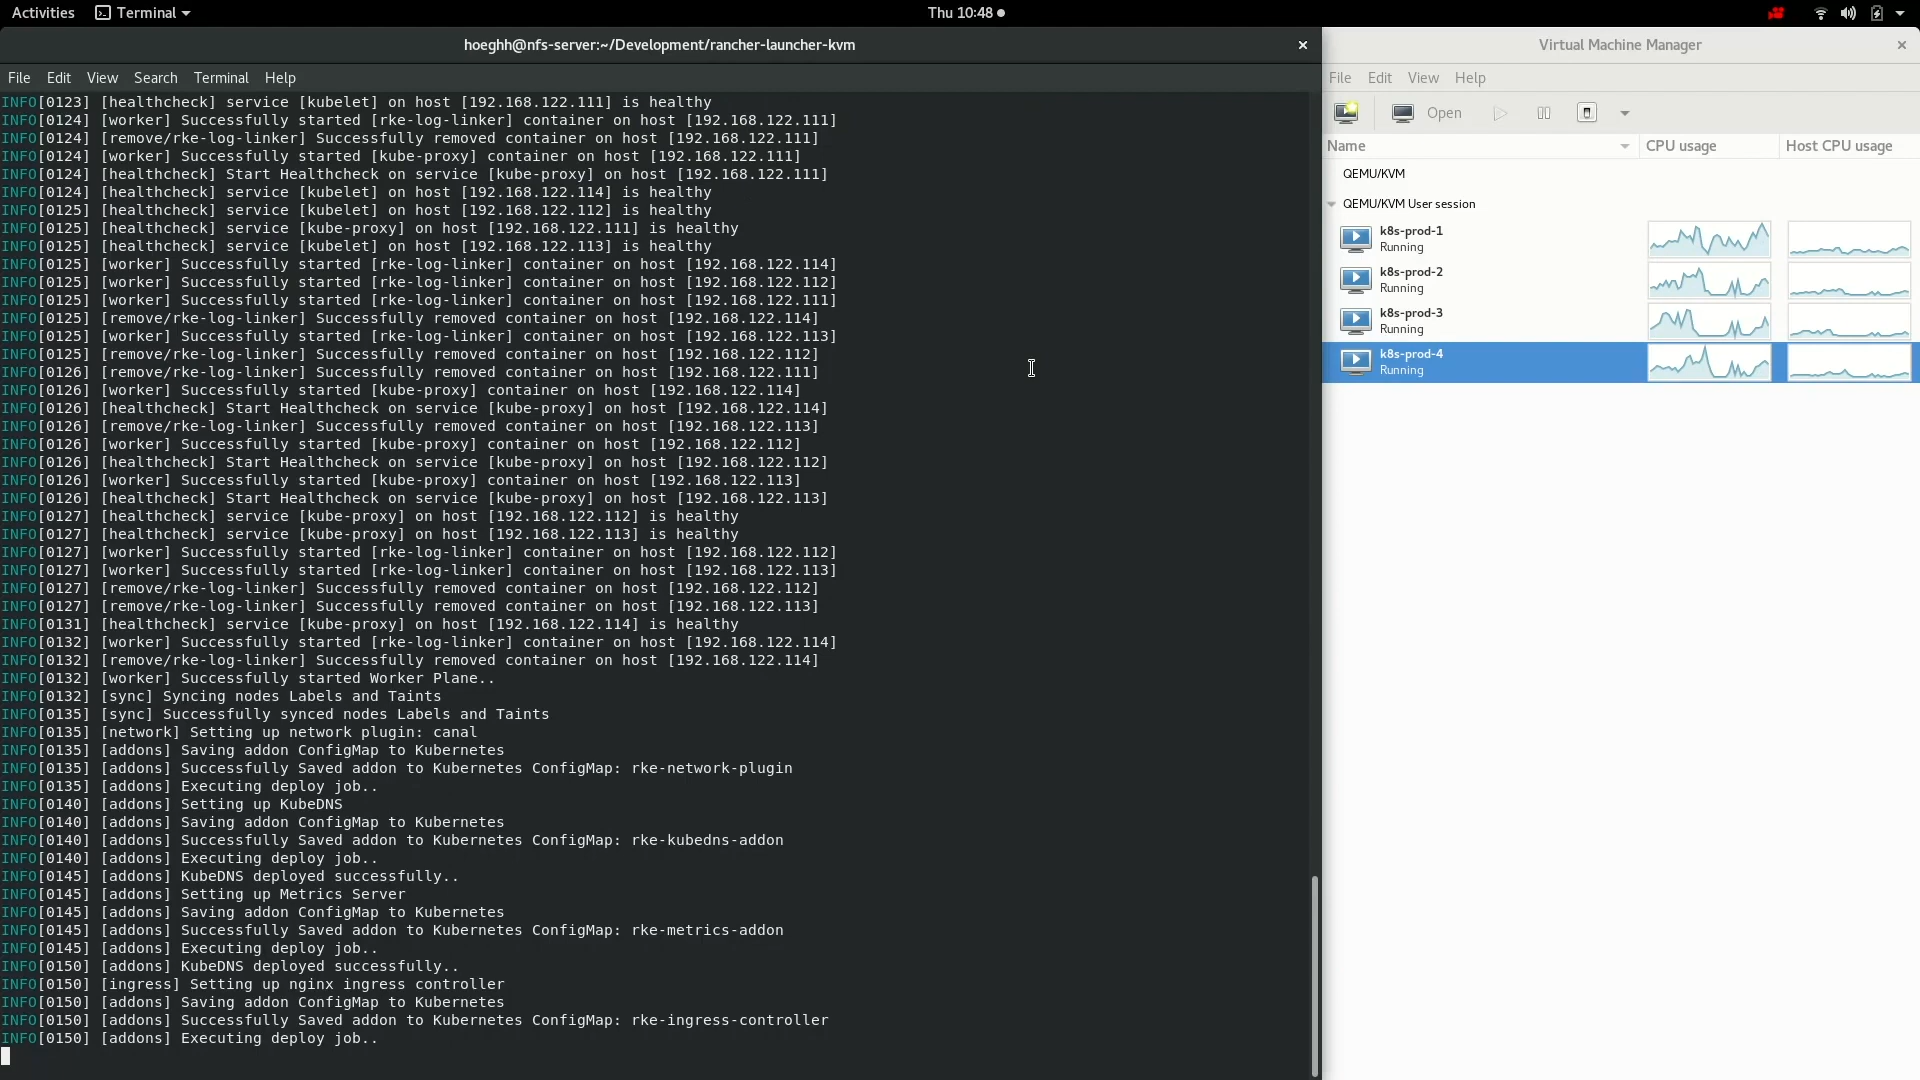 Activities
Terminal
Thu 10:48
hoeghh@nfs-server:~/Development/rancher-launcher-kvm
File Edit View Search Terminal Help
INFO[0123] [healthcheck] service [kubelet] on host [192.168.122.111] is healthy
INFO[0124] [worker] Successfully started [rke-log-linker] container on host [192.168.122.111]
INFO[0124] [remove/rke-log-linker] Successfully removed container on host [192.168.122.111]
INFO[0124] [worker] Successfully started [kube-proxy] container on host [192.168.122.111]
INFO[0124] [healthcheck] Start Healthcheck on service [kube-proxy] on host [192.168.122.111]
INFO[0124] [healthcheck] service [kubelet] on host [192.168.122.114] is healthy
INFO[0125] [healthcheck] service [kubelet] on host [192.168.122.112] is healthy
INFO[0125] [healthcheck] service [kube-proxy] on host [192.168.122.111] is healthy
INFO[0125] [healthcheck] service [kubelet] on host [192.168.122.113] is healthy
INFO[0125] [worker] Successfully started [rke-log-linker] container on host [192.168.122.114]
INFO[0125] [worker] Successfully started [rke-log-linker] container on host [192.168.122.112]
INFO[0125] [worker] Successfully started [rke-log-linker] container on host [192.168.122.111]
INFO[0125] [remove/rke-log-linker] Successfully removed container on host [192.168.122.114]
INFO[0125] [worker] Successfully started [rke-log-linker] container on host [192.168.122.113]
INFO[0125] [remove/rke-log-linker] Successfully removed container on host [192.168.122.112]
INFO[0126] [remove/rke-log-linker] Successfully removed container on host [192.168.122.111]
INFO[0126] [worker] Successfully started [kube-proxy] container on host [192.168.122.114]
INFO[0126] [healthcheck] Start Healthcheck on service [kube-proxy] on host [192.168.122.114]
INFO[0126] [remove/rke-log-linker] Successfully removed container on host [192.168.122.113]
INFO[0126] [worker] Successfully started [kube-proxy] container on host [192.168.122.112]
INFO[0126] [healthcheck] Start Healthcheck on service [kube-proxy] on host [192.168.122.112]
INFO[0126] [worker] Successfully started [kube-proxy] container on host [192.168.122.113]
INFO[0126] [healthcheck] Start Healthcheck on service [kube-proxy] on host [192.168.122.113]
INFO[0127] [healthcheck] service [kube-proxy] on host [192.168.122.112] is healthy
INFO[0127] [healthcheck] service [kube-proxy] on host [192.168.122.113] is healthy
INFO[0127] [worker] Successfully started [rke-log-linker] container on host [192.168.122.112]
INFO[0127] [worker] Successfully started [rke-log-linker] container on host [192.168.122.113]
INFO[0127] [remove/rke-log-linker] Successfully removed container on host [192.168.122.112]
INFO[0127] [remove/rke-log-linker] Successfully removed container on host [192.168.122.113]
INFO[0131] [healthcheck] service [kube-proxy] on host [192.168.122.114] is healthy
INFO[0132] [worker] Successfully started [rke-log-linker] container on host [192.168.122.114]
INFO[0132] [remove/rke-log-linker] Successfully removed container on host [192.168.122.114]
INFO[0132] [worker] Successfully started Worker Plane..
INFO[0132] [sync] Syncing nodes Labels and Taints
INFO[0135] [sync] Successfully synced nodes Labels and Taints
INFO[0135] [network] Setting up network plugin: canal
INFO[0135] [addons] Saving addon ConfigMap to Kubernetes
INFO[0135] [addons] Successfully Saved addon to Kubernetes ConfigMap: rke-network-plugin
INFO[0135] [addons] Executing deploy job..
INFO[0140] [addons] Setting up KubeDNS
INFO[0140] [addons] Saving addon ConfigMap to Kubernetes
INFO[0140] [addons] Successfully Saved addon to Kubernetes ConfigMap: rke-kubedns-addon
INFO[0140] [addons] Executing deploy job..
INFO[0145] [addons] KubeDNS deployed successfully..
INFO[0145] [addons] Setting up Metrics Server
INFO[0145] [addons] Saving addon ConfigMap to Kubernetes
INFO[0145] [addons] Successfully Saved addon to Kubernetes ConfigMap: rke-metrics-addon
INFO[0145] [addons] Executing deploy job..
INFO[0150] [addons] KubeDNS deployed successfully..
INFO[0150] [ingress] Setting up nginx ingress controller
INFO[0150] [addons] Saving addon ConfigMap to Kubernetes
INFO[0150] [addons] Successfully Saved addon to Kubernetes ConfigMap: rke-ingress-controller
INFO[0150] [addons] Executing deploy job..
Virtual Machine Manager
File Edit View Help
Open
Name CPU usage Host CPU usage
QEMU/KVM
QEMU/KVM User session
k8s-prod-1
Running
k8s-prod-2
Running
k8s-prod-3
Running
k8s-prod-4
Running